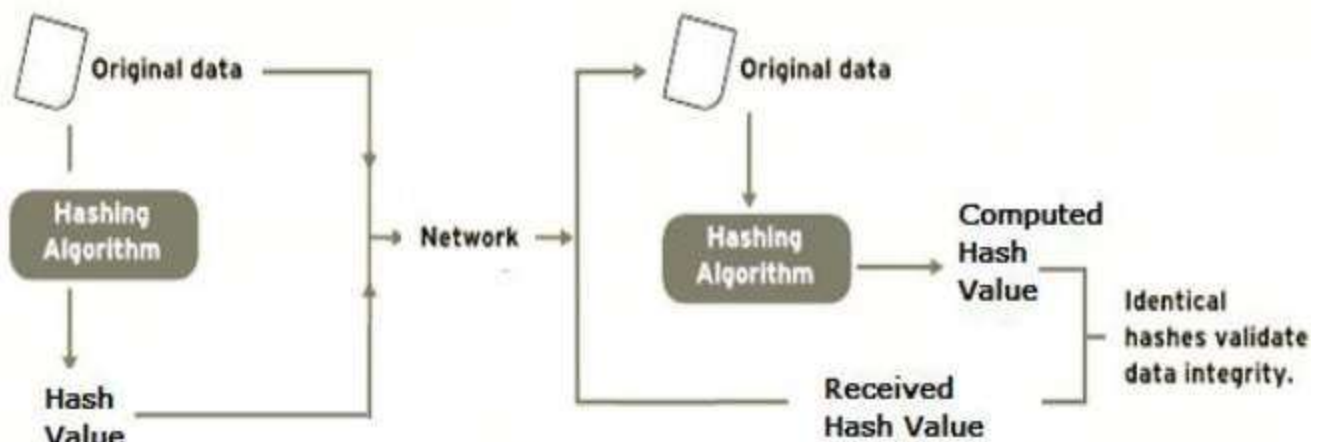 Original data
Hashing
Algorithm
Hash
Value
Network
Original data
Hashing
Algorithm
Computed
Hash
Value
Received
Hash Value
Identical
hashes validate
data integrity.